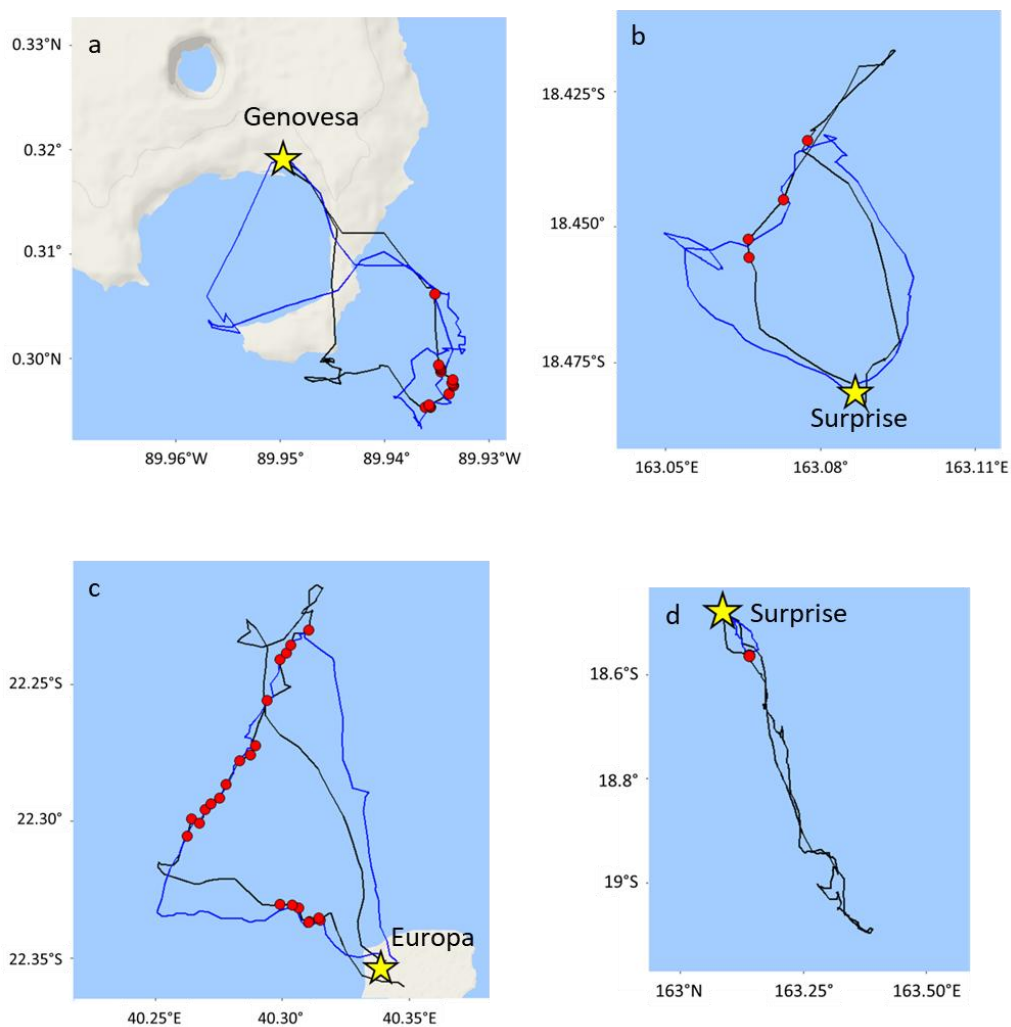 a
0.33°N
0.32°N
0.31°N
0.30°N
Genovesa
89.96°W
89.95°W
89.94°W
89.93°W
b
18.425°S
18.450°S
18.475°S
Surprise
163.05°E
163.08°E
163.11°E
c
22.25°S
22.30°
22.35°S
Europa
40.25°E
40.30°E
40.35°E
d
Surprise
18.6°S
18.8°S
19°S
163°N
163.25°E
163.50°E